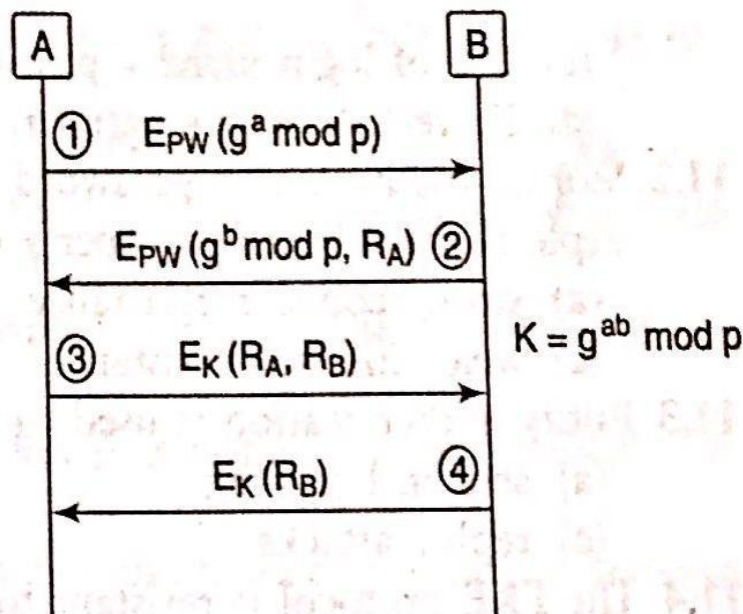 A B
① E_PW (g^a mod p)
E_PW (g^b mod p, R_A) ②
③ E_K (R_A, R_B)
K = g^ab mod p
E_K (R_B) ④